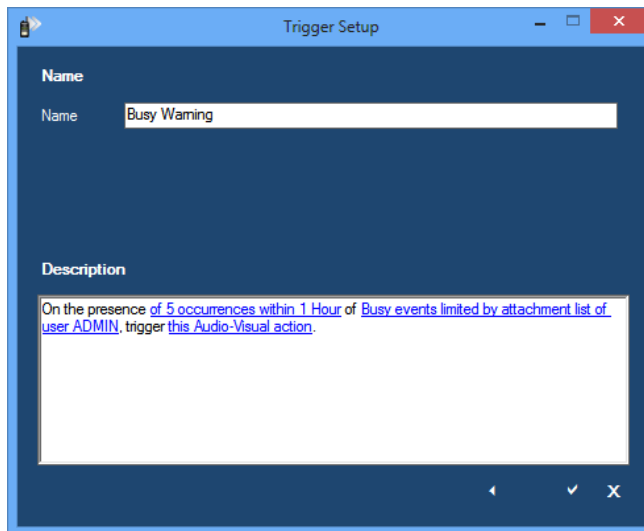 Trigger Setup
Name
Name Busy Warning
Description
On the presence of 5 occurrences within 1 Hour of Busy events limited by attachment list of
user ADMIN, trigger this Audio-Visual action.